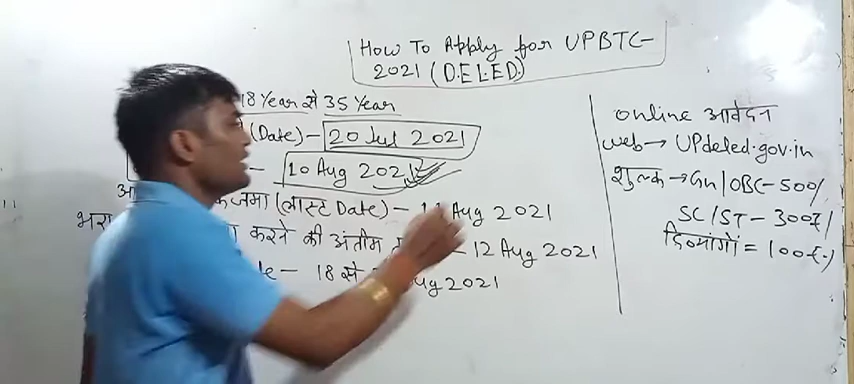 How To Apply for UPBTC-
2021 (D.EL.ED)
18 Year से 35 Year
(Date) - 20 Jul 2021
- 10 Aug 2021
जमा (लास्ट Date) - 11 Aug 2021
भरा करने की अंतीम - 12 Aug 2021
- 18 से Aug 2021
online आवेदन
web → UPdeled.gov.in
शुल्क → Gn/OBC - 500/
SC/ST - 300₹/
दिव्यांगों = 100₹/